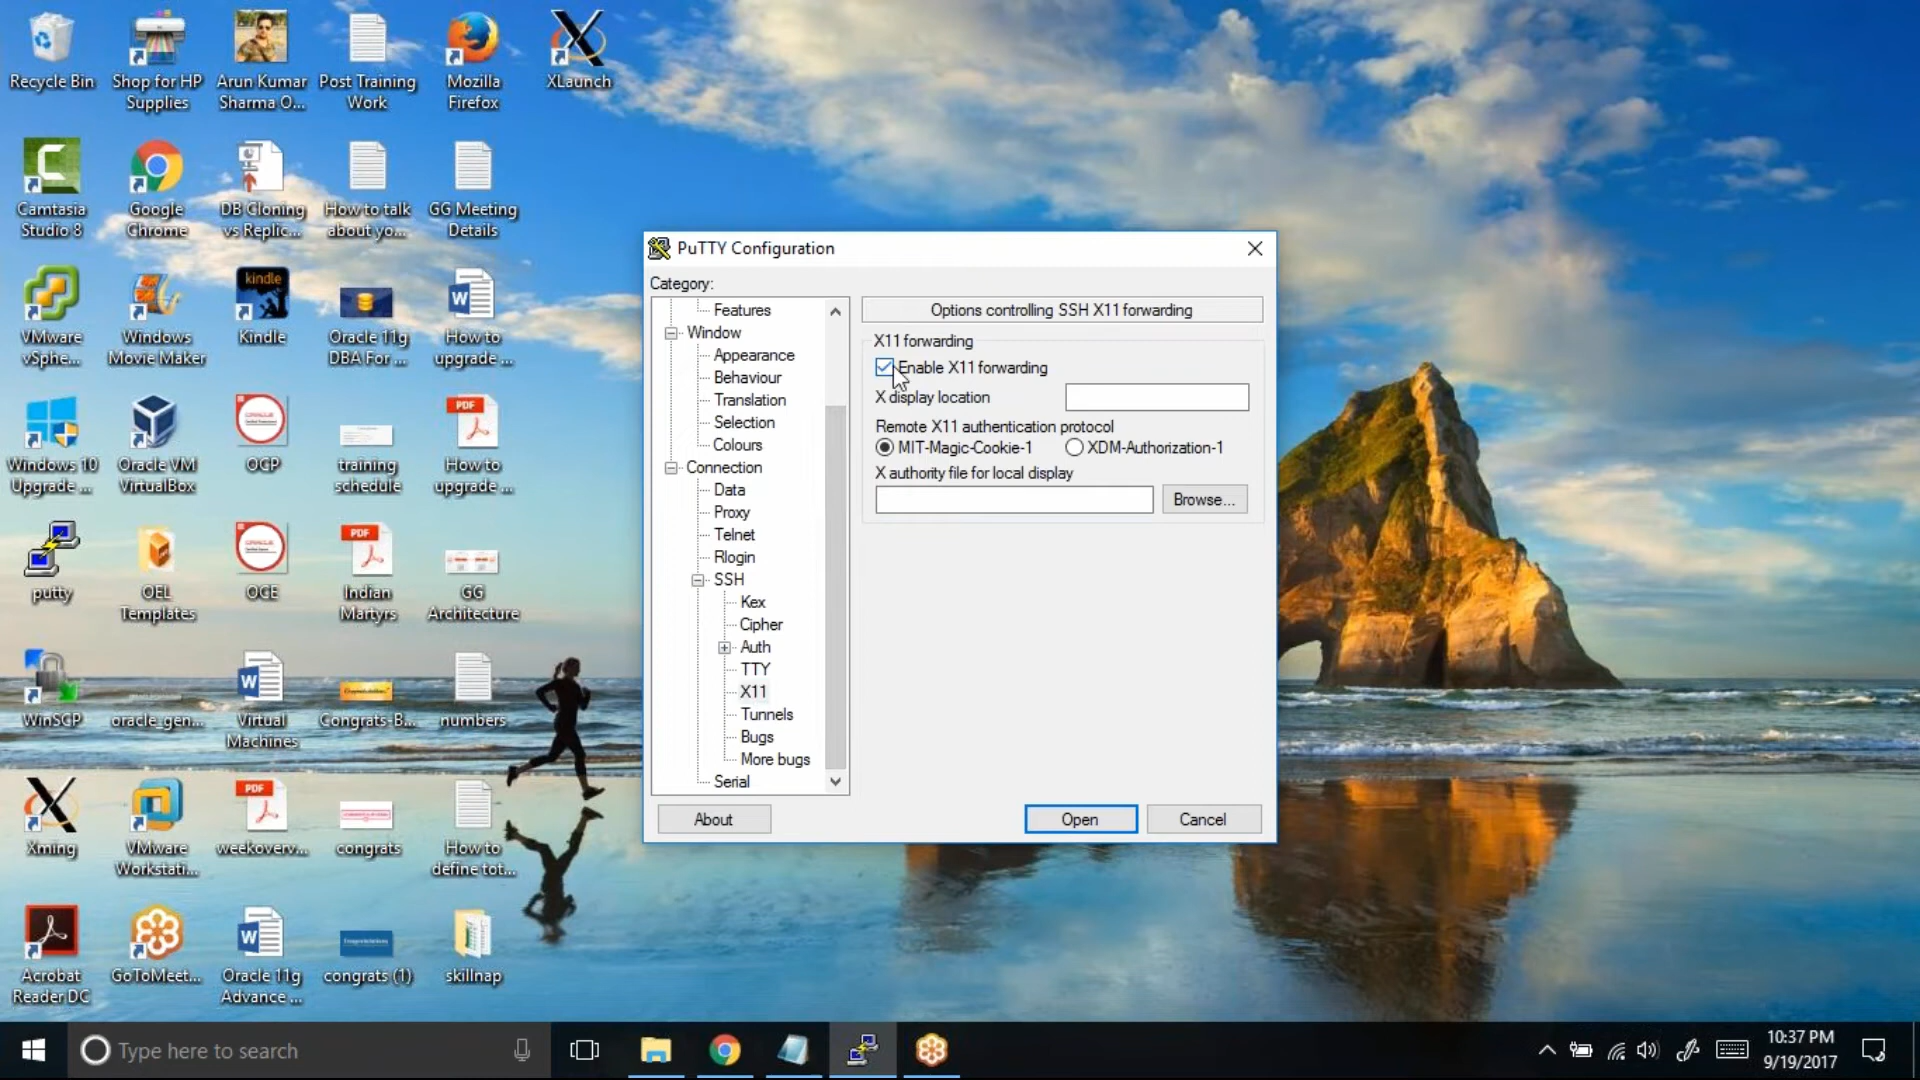 Recycle Bin
Shop for HP
Supplies
Arun Kumar
Sharma O...
Post Training
Work
Mozilla
Firefox
XLaunch
Camtasia
Studio 8
Google
Chrome
DB Cloning
vs Replic...
How to talk
about yo...
GG Meeting
Details
VMware
vSphe...
Windows
Movie Maker
kindle
Kindle
Oracle 11g
DBA For ...
How to
upgrade ...
Windows 10
Upgrade ...
Oracle VM
VirtualBox
OCP
training
schedule
PDF
How to
upgrade ...
putty
OEL
Templates
OCE
PDF
Indian
Martyrs
GG
Architecture
WinSCP
oracle_gen...
Virtual
Machines
Congrats-B...
numbers
Xming
VMware
Workstati...
PDF
weekoverv...
congrats
How to
define tot...
Acrobat
Reader DC
GoToMeet...
Oracle 11g
Advance ...
congrats (1)
skillnap
PuTTY Configuration
Category:
Features
Window
Appearance
Behaviour
Translation
Selection
Colours
Connection
Data
Proxy
Telnet
Rlogin
SSH
Kex
Cipher
Auth
TTY
X11
Tunnels
Bugs
More bugs
Serial
Options controlling SSH X11 forwarding
X11 forwarding
Enable X11 forwarding
X display location
Remote X11 authentication protocol
MIT-Magic-Cookie-1 XDM-Authorization-1
X authority file for local display
Browse...
About
Open
Cancel
Type here to search
10:37 PM
9/19/2017